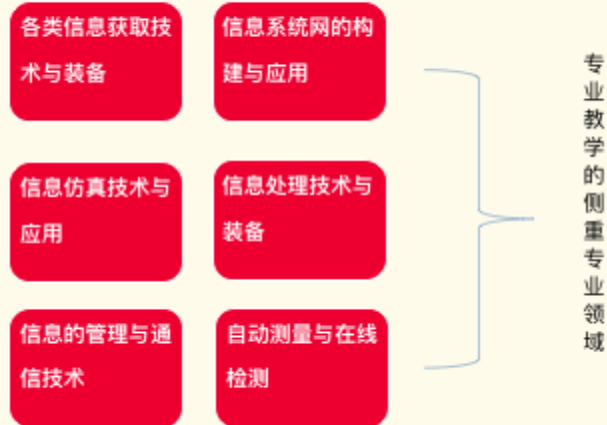 各类信息获取技
术与装备
信息系统网的构
建与应用
信息仿真技术与
应用
信息处理技术与
装备
信息的管理与通
信技术
自动测量与在线
检测
专业教学的侧重专业领域